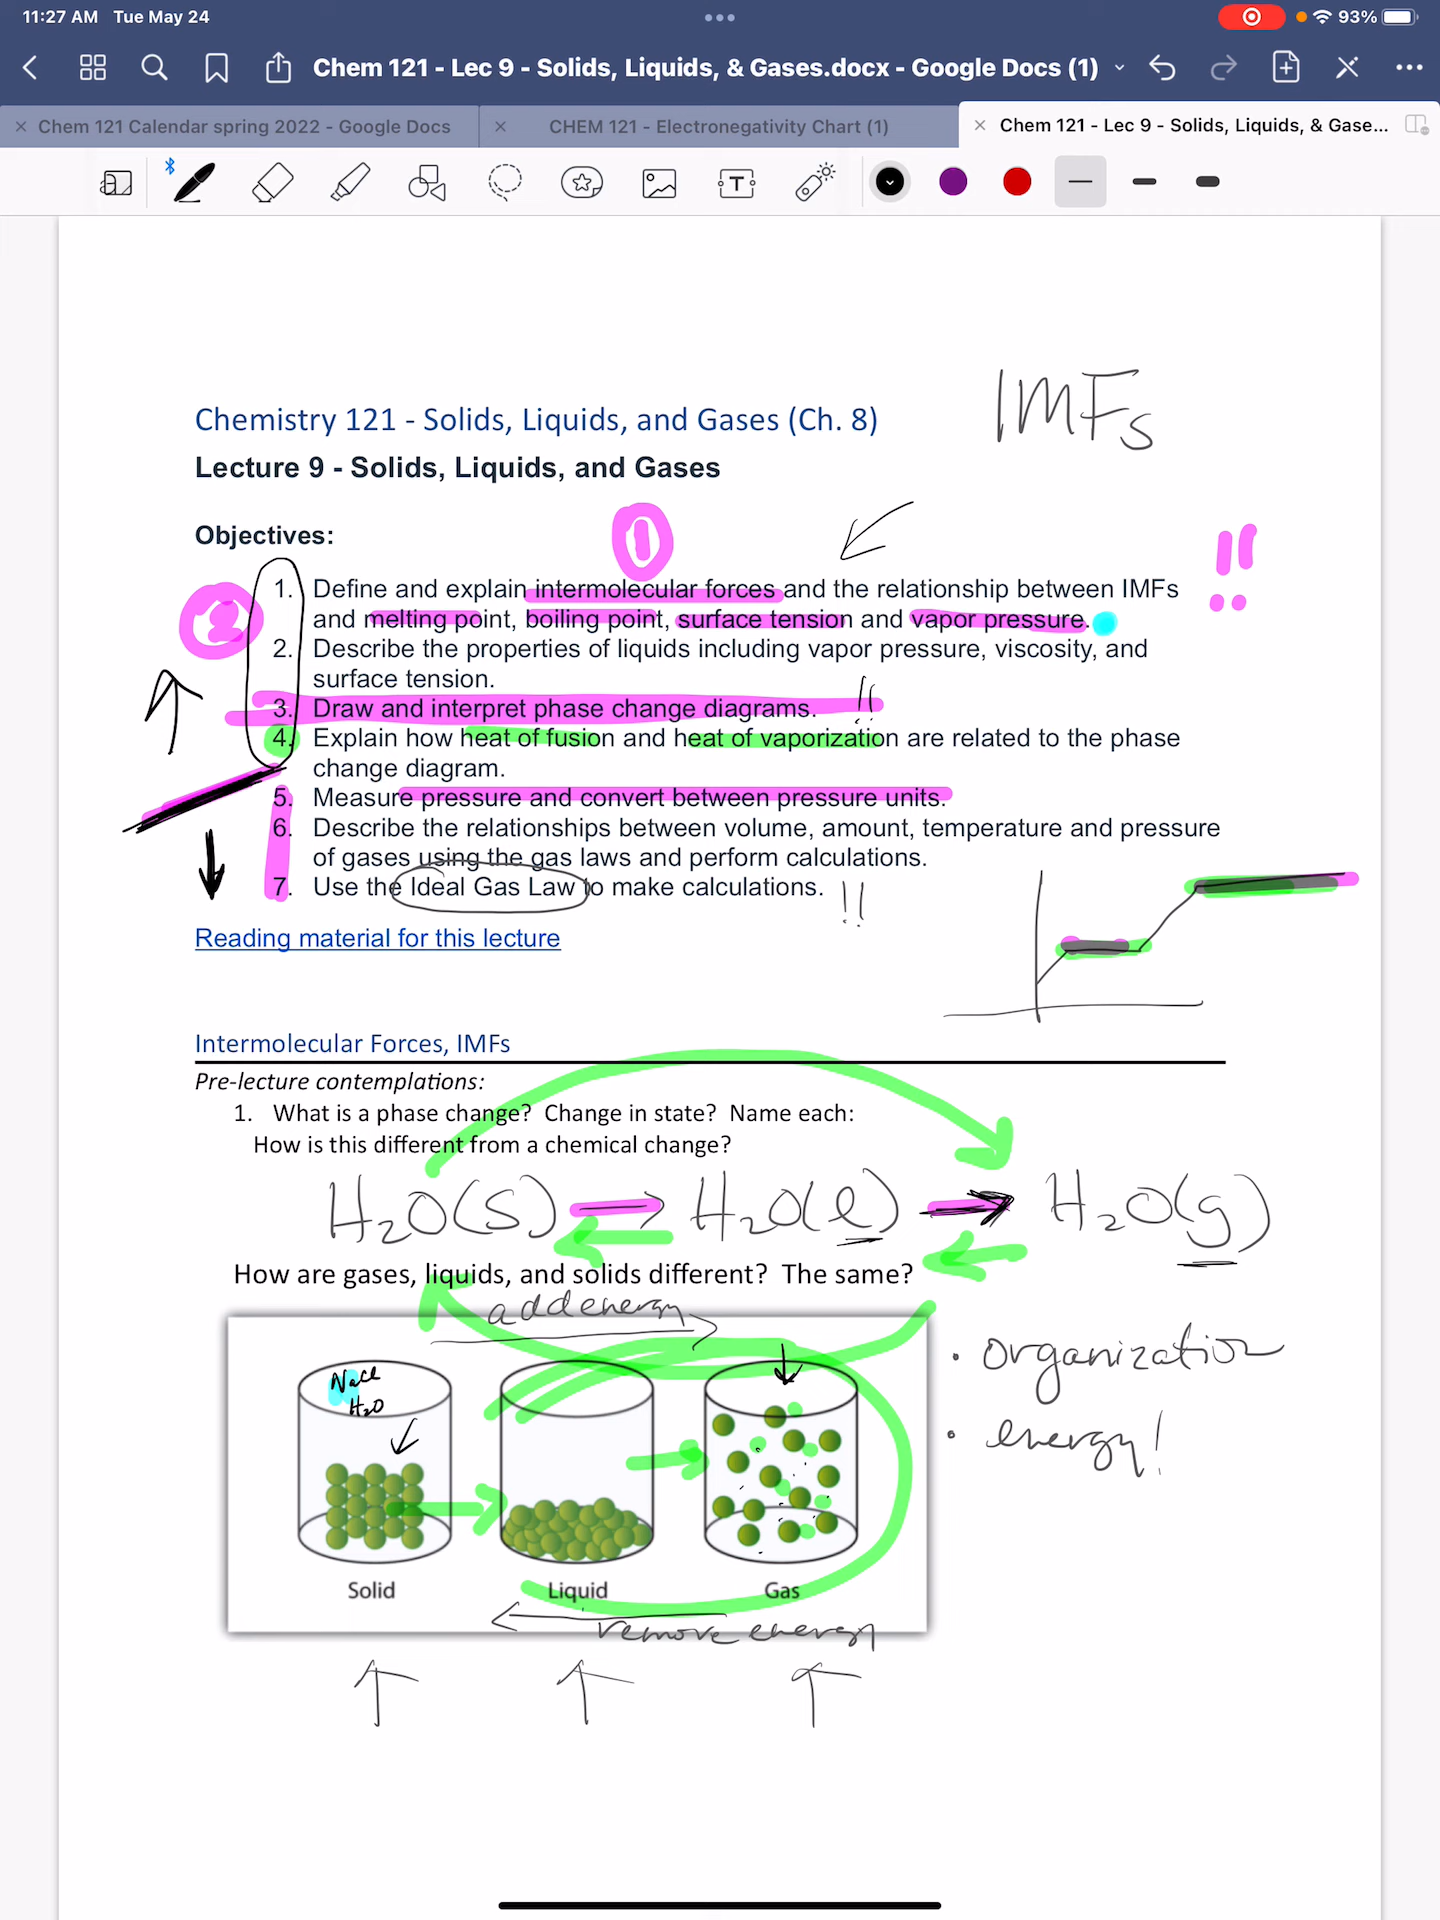 11:27 AM Tue May 24
93%
Chem 121 - Lec 9 - Solids, Liquids, & Gases.docx - Google Docs (1)
Chem 121 Calendar spring 2022 - Google Docs
CHEM 121 - Electronegativity Chart (1)
Chem 121 - Lec 9 - Solids, Liquids, & Gase...
IMFs
Chemistry 121 - Solids, Liquids, and Gases (Ch. 8)
Lecture 9 - Solids, Liquids, and Gases
1
Objectives:
!!
2
1. Define and explain intermolecular forces and the relationship between IMFs
and melting point, boiling point, surface tension and vapor pressure.
2. Describe the properties of liquids including vapor pressure, viscosity, and
surface tension.
3. Draw and interpret phase change diagrams. !!
4. Explain how heat of fusion and heat of vaporization are related to the phase
change diagram.
5. Measure pressure and convert between pressure units.
6. Describe the relationships between volume, amount, temperature and pressure
of gases using the gas laws and perform calculations.
7. Use the Ideal Gas Law to make calculations. !!
Reading material for this lecture
Intermolecular Forces, IMFs
Pre-lecture contemplations:
1. What is a phase change? Change in state? Name each:
How is this different from a chemical change?
H₂O(s) → H₂O(l) → H₂O(g)
How are gases, liquids, and solids different? The same?
add energy
• organization
NaCl
H₂O
• energy!
Solid Liquid Gas
remove energy